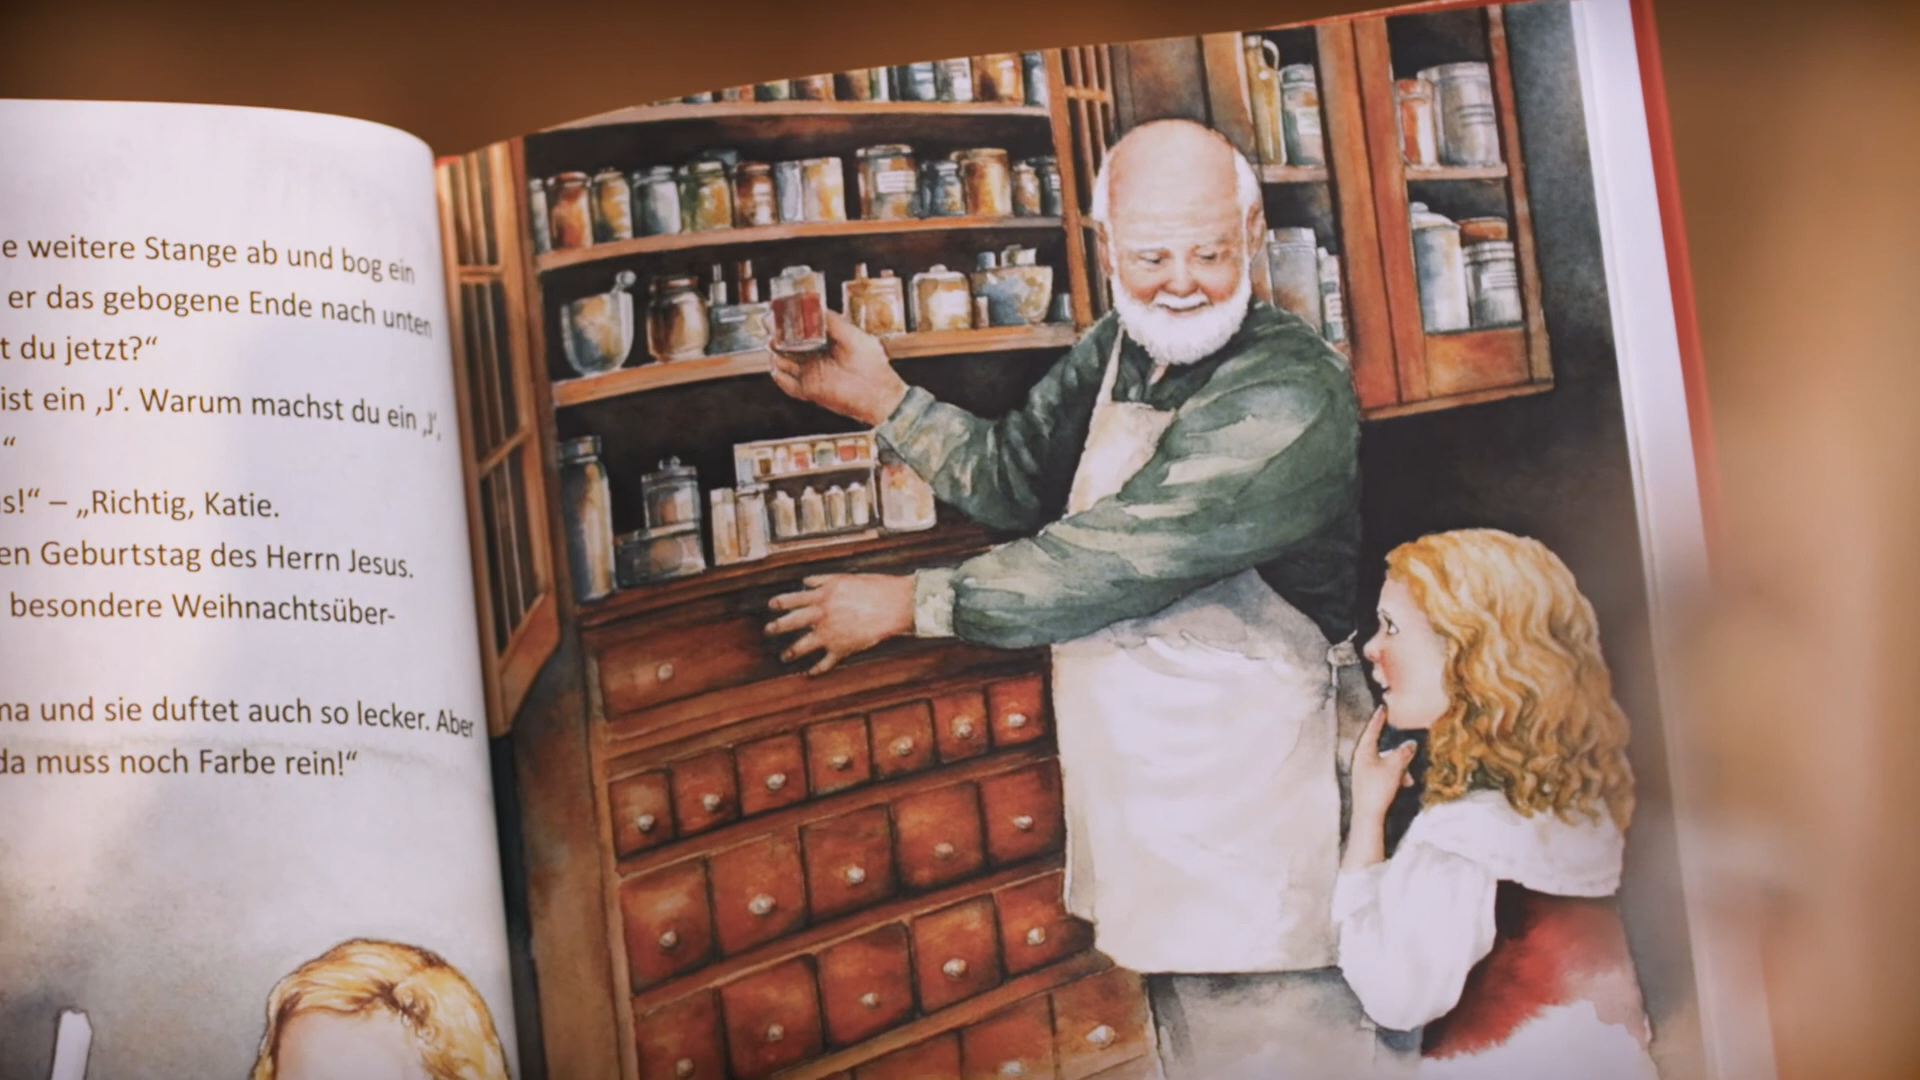 e weitere Stange ab und bog ein
er das gebogene Ende nach unten
t du jetzt?“
ist ein ‚J‘. Warum machst du ein ‚J‘,
“
s!“ – „Richtig, Katie.
en Geburtstag des Herrn Jesus.
besondere Weihnachtsüber-
ma und sie duftet auch so lecker. Aber
da muss noch Farbe rein!“